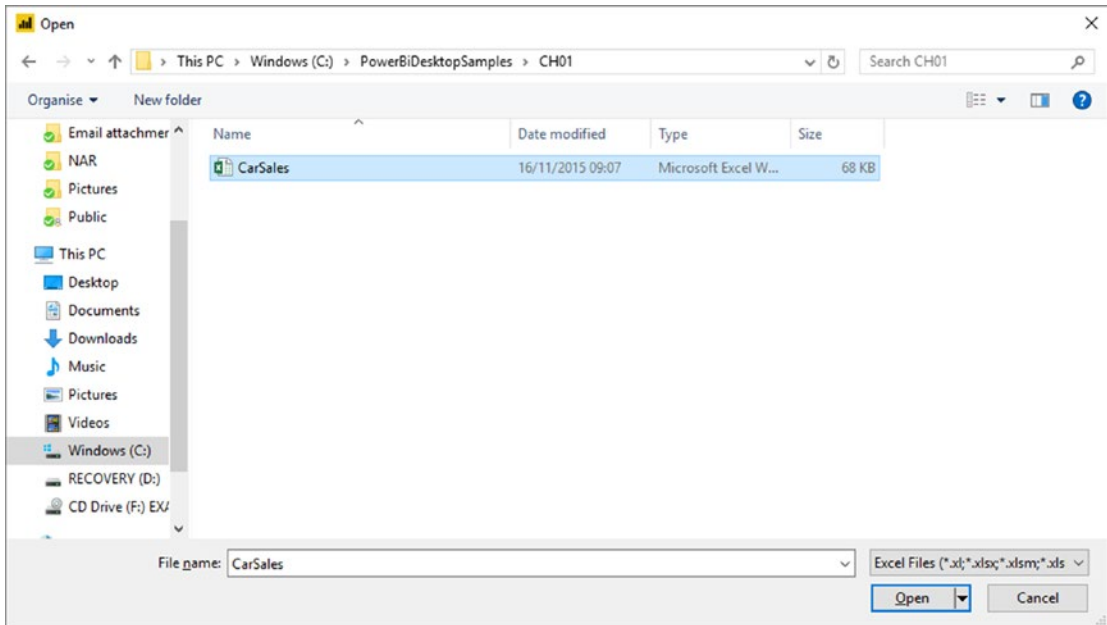 Open
This PC > Windows (C:) > PowerBiDesktopSamples > CH01
Search CH01
Organise
New folder
Name
Date modified
Type
Size
Email attachmer
NAR
Pictures
Public
This PC
Desktop
Documents
Downloads
Music
Pictures
Videos
Windows (C:)
RECOVERY (D:)
CD Drive (F:) EXA
CarSales
16/11/2015 09:07
Microsoft Excel W...
68 KB
File name:
CarSales
Excel Files (*.xl;*.xlsx;*.xlsm;*.xls
Open
Cancel